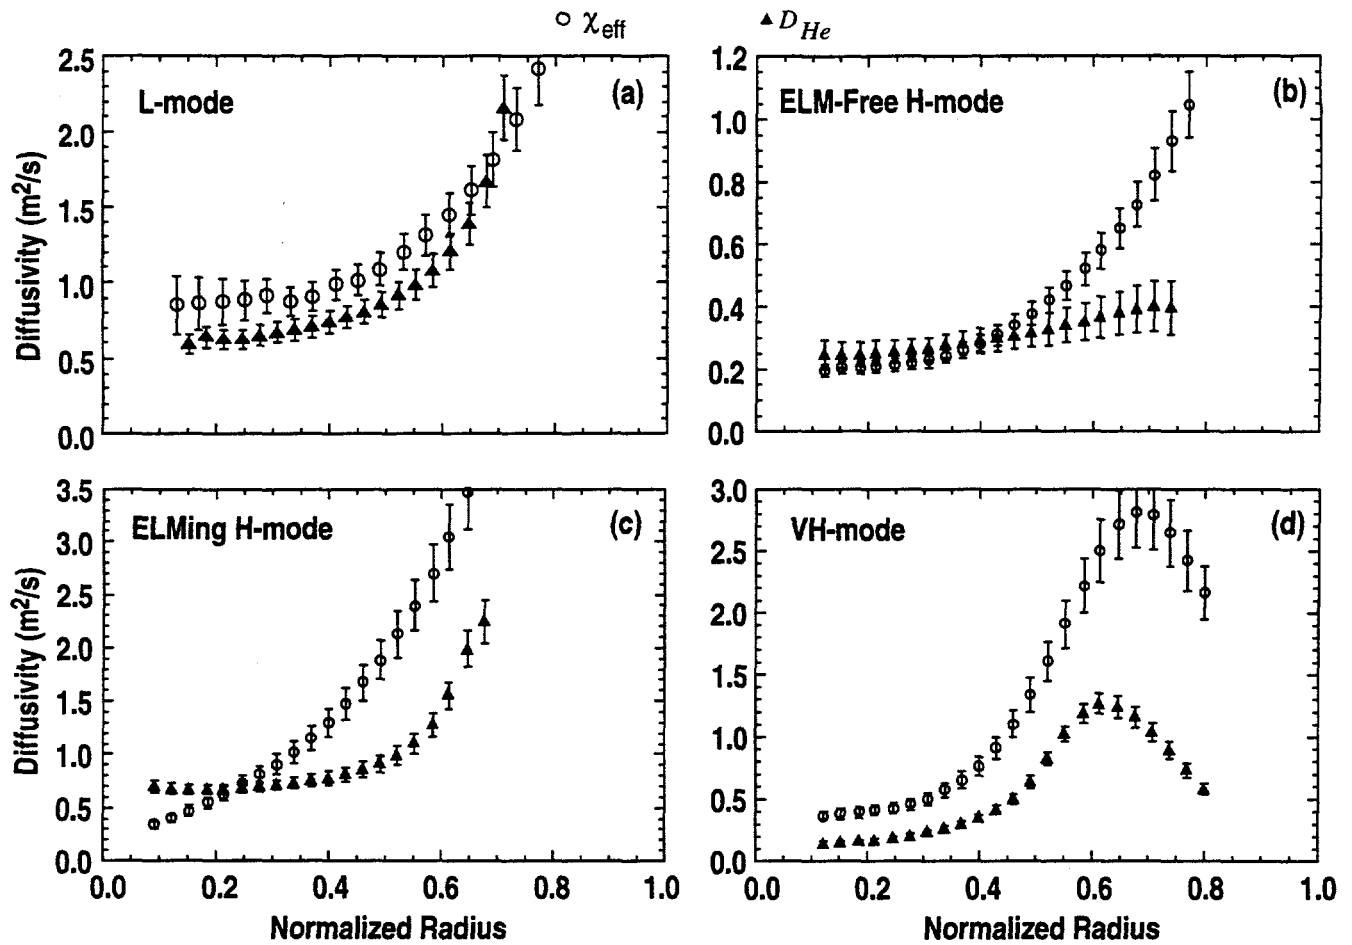 ○ χeff ▲ D He
2.5
2.0
1.5
1.0
0.5
0.0
Diffusivity (m²/s)
L-mode
(a)
1.2
1.0
0.8
0.6
0.4
0.2
0.0
ELM-Free H-mode
(b)
3.5
3.0
2.5
2.0
1.5
1.0
0.5
0.0
Diffusivity (m²/s)
ELMing H-mode
(c)
0.0 0.2 0.4 0.6 0.8 1.0
Normalized Radius
3.0
2.5
2.0
1.5
1.0
0.5
0.0
VH-mode
(d)
0.0 0.2 0.4 0.6 0.8 1.0
Normalized Radius